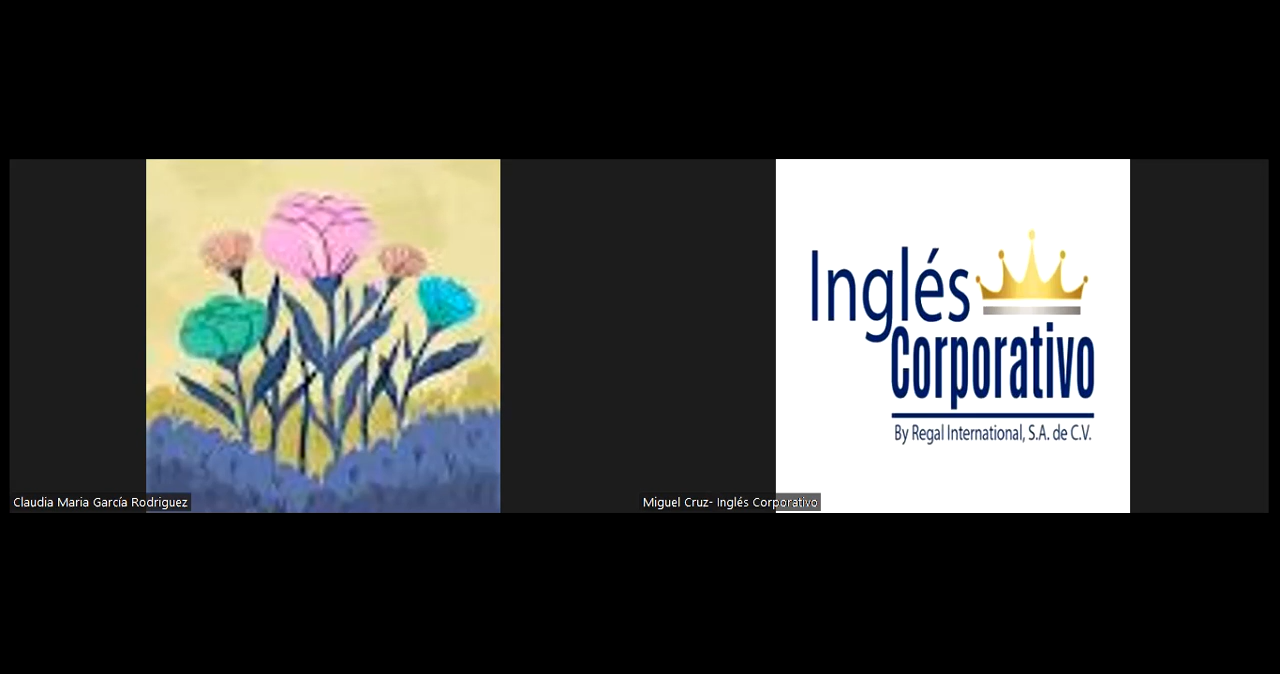 Inglés
Corporativo
By Regal International, S.A. de C.V.
Claudia Maria García Rodriguez
Miguel Cruz- Inglés Corporativo